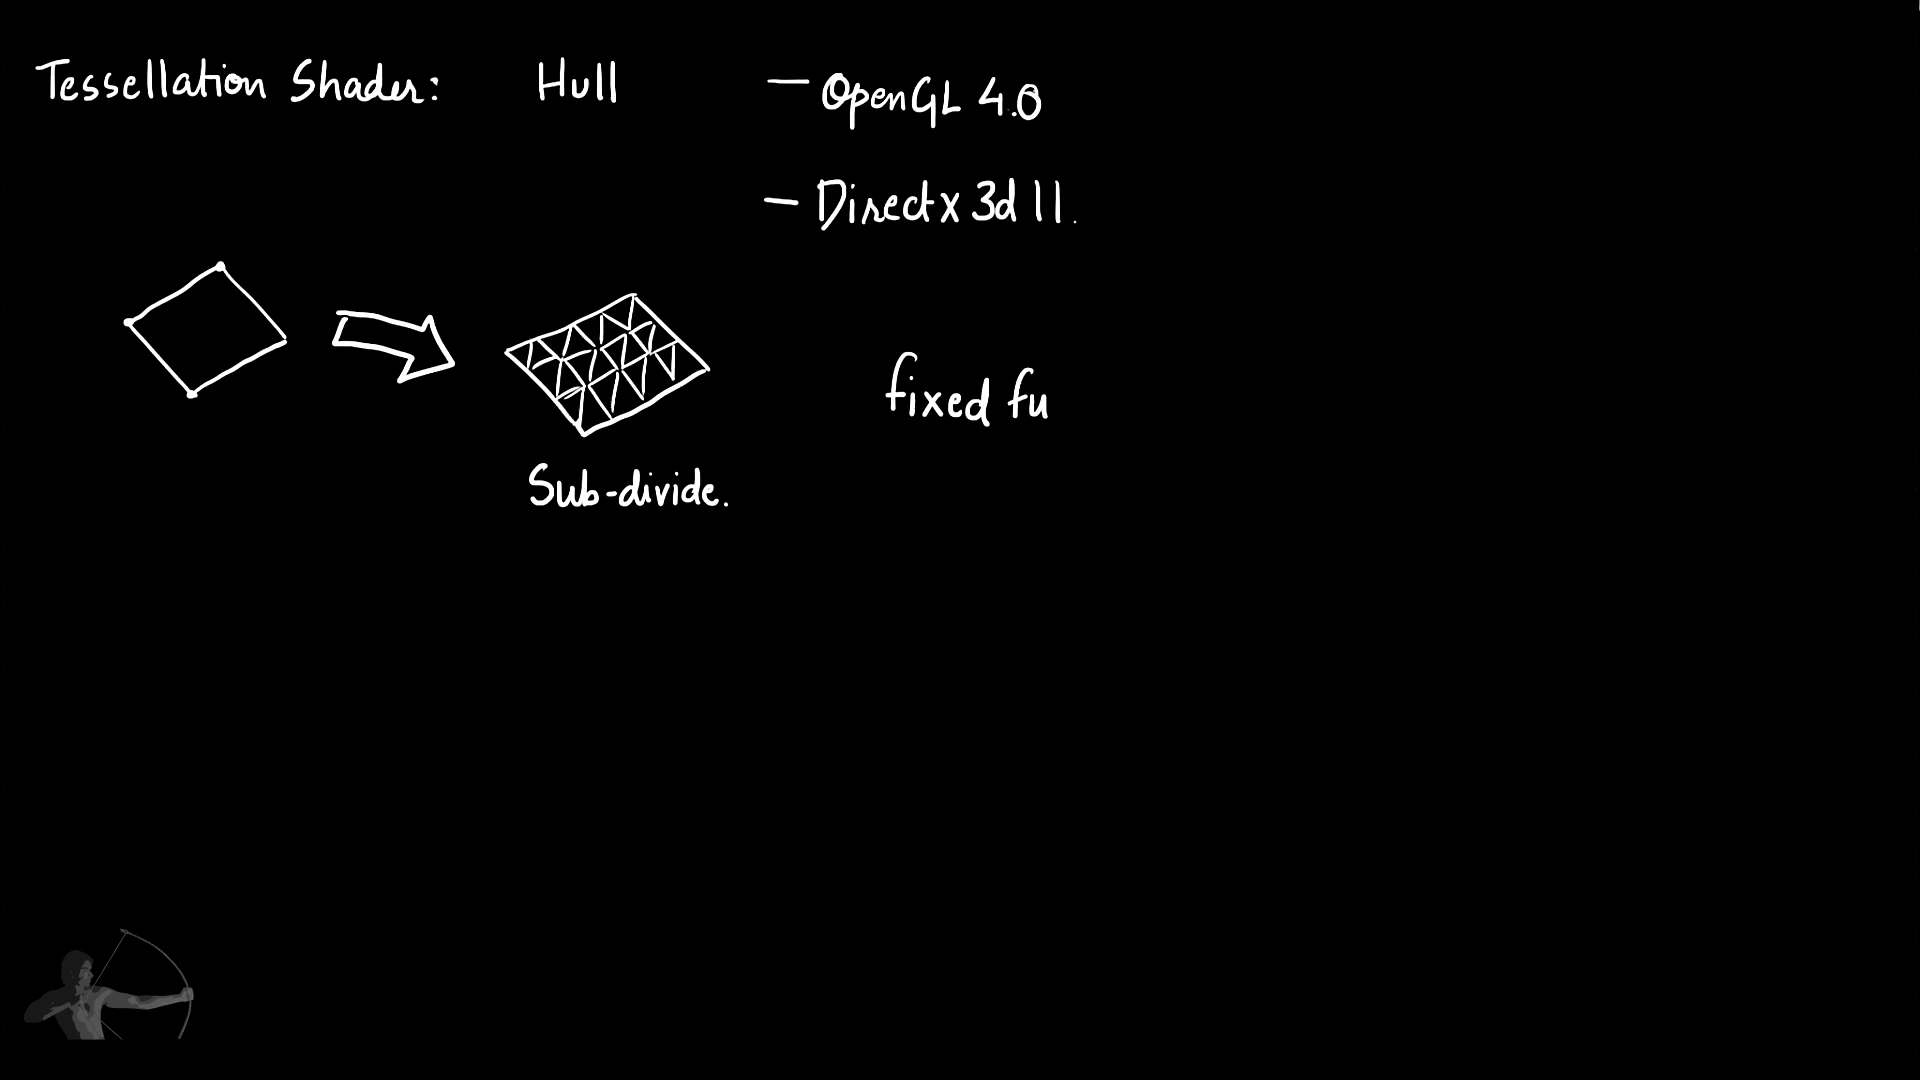 Tessellation Shader: Hull — OpenGL 4.0
— Directx 3d 11.
fixed fu
Sub-divide.